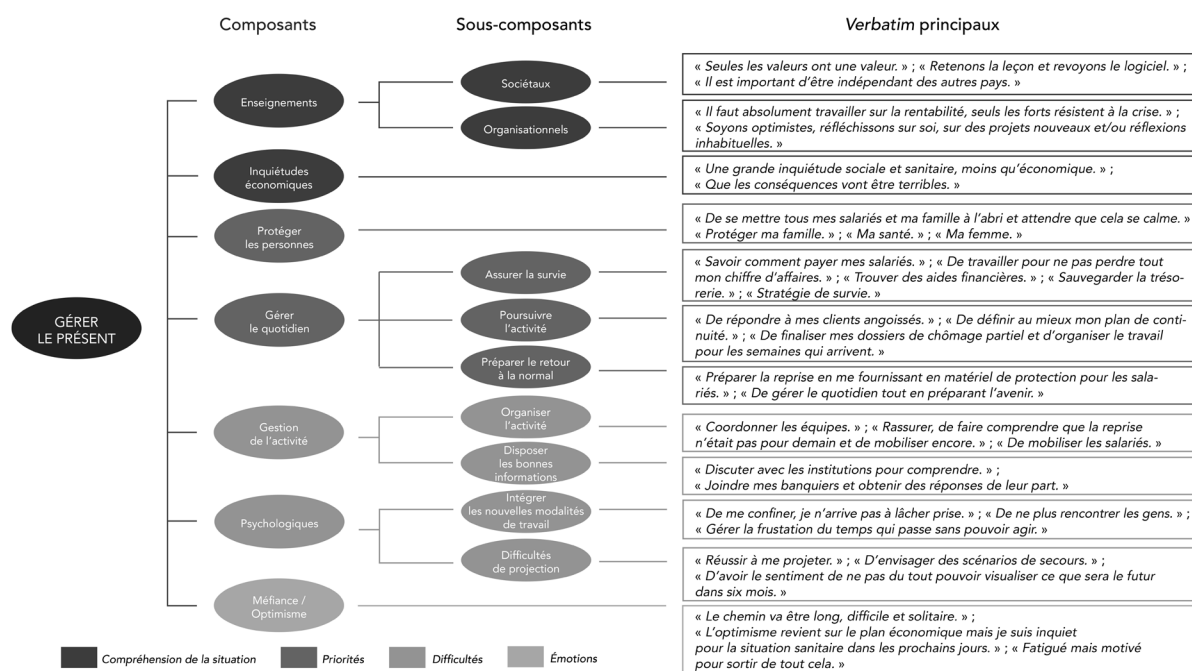 Composants
Sous-composants
Verbatim principaux
GÉRER
LE PRÉSENT
Enseignements
Sociétaux
« Seules les valeurs ont une valeur. » ; « Retenons la leçon et revoyons le logiciel. » ;
« Il est important d'être indépendant des autres pays. »
Organisationnels
« Il faut absolument travailler sur la rentabilité, seuls les forts résistent à la crise. » ;
« Soyons optimistes, réfléchissons sur soi, sur des projets nouveaux et/ou réflexions
inhabituelles. »
Inquiétudes
économiques
« Une grande inquiétude sociale et sanitaire, moins qu'économique. » ;
« Que les conséquences vont être terribles. »
Protéger
les personnes
« De se mettre tous mes salariés et ma famille à l'abri et attendre que cela se calme. »
« Protéger ma famille. » ; « Ma santé. » ; « Ma femme. »
Gérer
le quotidien
Assurer la survie
« Savoir comment payer mes salariés. » ; « De travailler pour ne pas perdre tout
mon chiffre d'affaires. » ; « Trouver des aides financières. » ; « Sauvegarder la tréso-
rerie. » ; « Stratégie de survie. »
Poursuivre
l'activité
« De répondre à mes clients angoissés. » ; « De définir au mieux mon plan de conti-
nuité. » ; « De finaliser mes dossiers de chômage partiel et d'organiser le travail
pour les semaines qui arrivent. »
Préparer le retour
à la normal
« Préparer la reprise en me fournissant en matériel de protection pour les sala-
riés. » ; « De gérer le quotidien tout en préparant l'avenir. »
Gestion
de l'activité
Organiser
l'activité
« Coordonner les équipes. » ; « Rassurer, de faire comprendre que la reprise
n'était pas pour demain et de mobiliser encore. » ; « De mobiliser les salariés. »
Disposer
les bonnes
informations
« Discuter avec les institutions pour comprendre. » ;
« Joindre mes banquiers et obtenir des réponses de leur part. »
Psychologiques
Intégrer
les nouvelles modalités
de travail
« De me confiner, je n'arrive pas à lâcher prise. » ; « De ne plus rencontrer les gens. » ;
« Gérer la frustation du temps qui passe sans pouvoir agir. »
Difficultés
de projection
« Réussir à me projeter. » ; « D'envisager des scénarios de secours. » ;
« D'avoir le sentiment de ne pas du tout pouvoir visualiser ce que sera le futur
dans six mois. »
Méfiance /
Optimisme
« Le chemin va être long, difficile et solitaire. » ;
« L'optimisme revient sur le plan économique mais je suis inquiet
pour la situation sanitaire dans les prochains jours. » ; « Fatigué mais motivé
pour sortir de tout cela. »
Compréhension de la situation
Priorités
Difficultés
Émotions